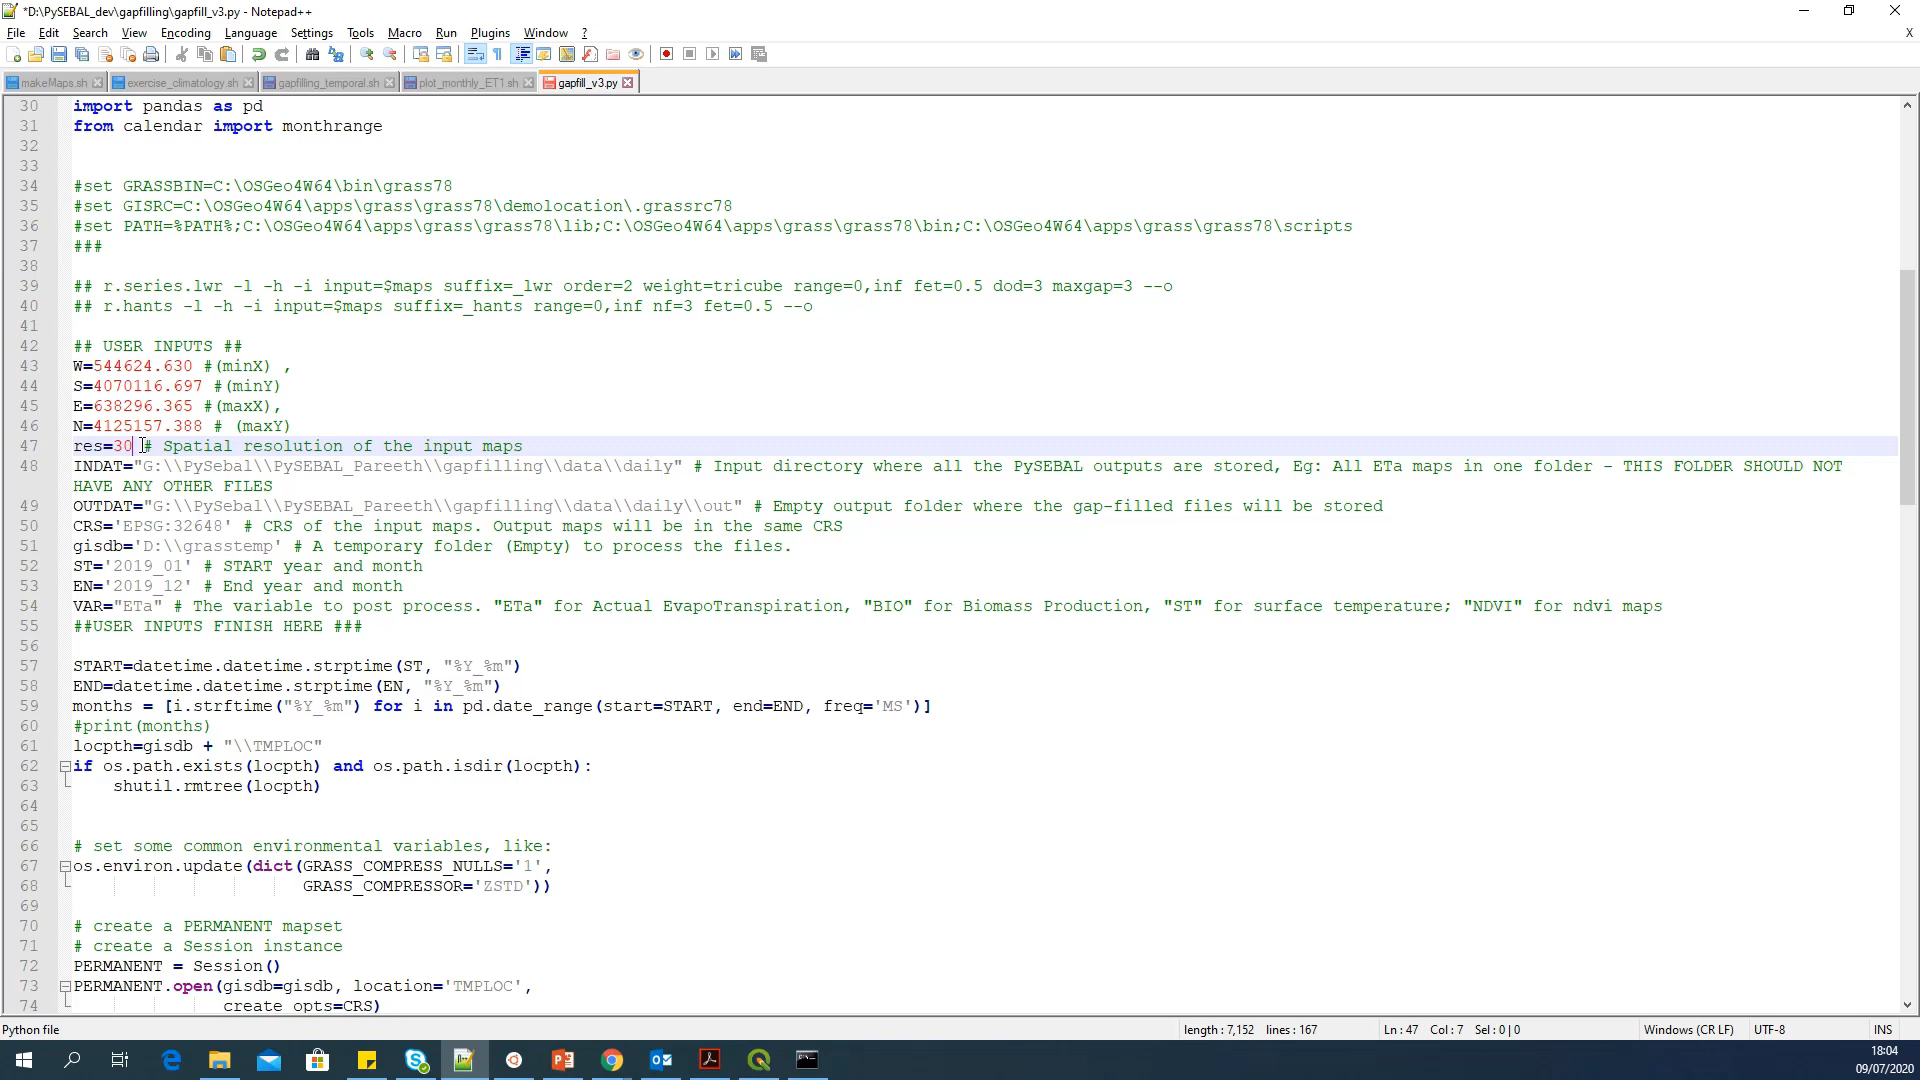 *D:\PySEBAL_dev\gapfilling\gapfill_v3.py - Notepad++
File Edit Search View Encoding Language Settings Tools Macro Run Plugins Window ? X
makeMaps.sh exercise_climatology.sh gapfilling_temporal.sh plot_monthly_ET1.sh gapfill_v3.py
30 import pandas as pd
31 from calendar import monthrange
32
33
34 #set GRASSBIN=C:\OSGeo4W64\bin\grass78
35 #set GISRC=C:\OSGeo4W64\apps\grass\grass78\demolocation\.grassrc78
36 #set PATH=%PATH%;C:\OSGeo4W64\apps\grass\grass78\lib;C:\OSGeo4W64\apps\grass\grass78\bin;C:\OSGeo4W64\apps\grass\grass78\scripts
37 ###
38
39 ## r.series.lwr -l -h -i input=$maps suffix=_lwr order=2 weight=tricube range=0,inf fet=0.5 dod=3 maxgap=3 --o
40 ## r.hants -l -h -i input=$maps suffix=_hants range=0,inf nf=3 fet=0.5 --o
41
42 ## USER INPUTS ##
43 W=544624.630 #(minX) ,
44 S=4070116.697 #(minY)
45 E=638296.365 #(maxX),
46 N=4125157.388 # (maxY)
47 res=30 # Spatial resolution of the input maps
48 INDAT="G:\\PySebal\\PySEBAL_Pareeth\\gapfilling\\data\\daily" # Input directory where all the PySEBAL outputs are stored, Eg: All ETa maps in one folder - THIS FOLDER SHOULD NOT
HAVE ANY OTHER FILES
49 OUTDAT="G:\\PySebal\\PySEBAL_Pareeth\\gapfilling\\data\\daily\\out" # Empty output folder where the gap-filled files will be stored
50 CRS='EPSG:32648' # CRS of the input maps. Output maps will be in the same CRS
51 gisdb='D:\\grasstemp' # A temporary folder (Empty) to process the files.
52 ST='2019_01' # START year and month
53 EN='2019_12' # End year and month
54 VAR="ETa" # The variable to post process. "ETa" for Actual EvapoTranspiration, "BIO" for Biomass Production, "ST" for surface temperature; "NDVI" for ndvi maps
55 ##USER INPUTS FINISH HERE ###
56
57 START=datetime.datetime.strptime(ST, "%Y_%m")
58 END=datetime.datetime.strptime(EN, "%Y_%m")
59 months = [i.strftime("%Y_%m") for i in pd.date_range(start=START, end=END, freq='MS')]
60 #print(months)
61 locpth=gisdb + "\\TMPLOC"
62 if os.path.exists(locpth) and os.path.isdir(locpth):
63 shutil.rmtree(locpth)
64
65
66 # set some common environmental variables, like:
67 os.environ.update(dict(GRASS_COMPRESS_NULLS='1',
68 GRASS_COMPRESSOR='ZSTD'))
69
70 # create a PERMANENT mapset
71 # create a Session instance
72 PERMANENT = Session()
73 PERMANENT.open(gisdb=gisdb, location='TMPLOC',
74 create_opts=CRS)
Python file length : 7,152 lines : 167 Ln : 47 Col : 7 Sel : 0 | 0 Windows (CR LF) UTF-8 INS
18:04
09/07/2020